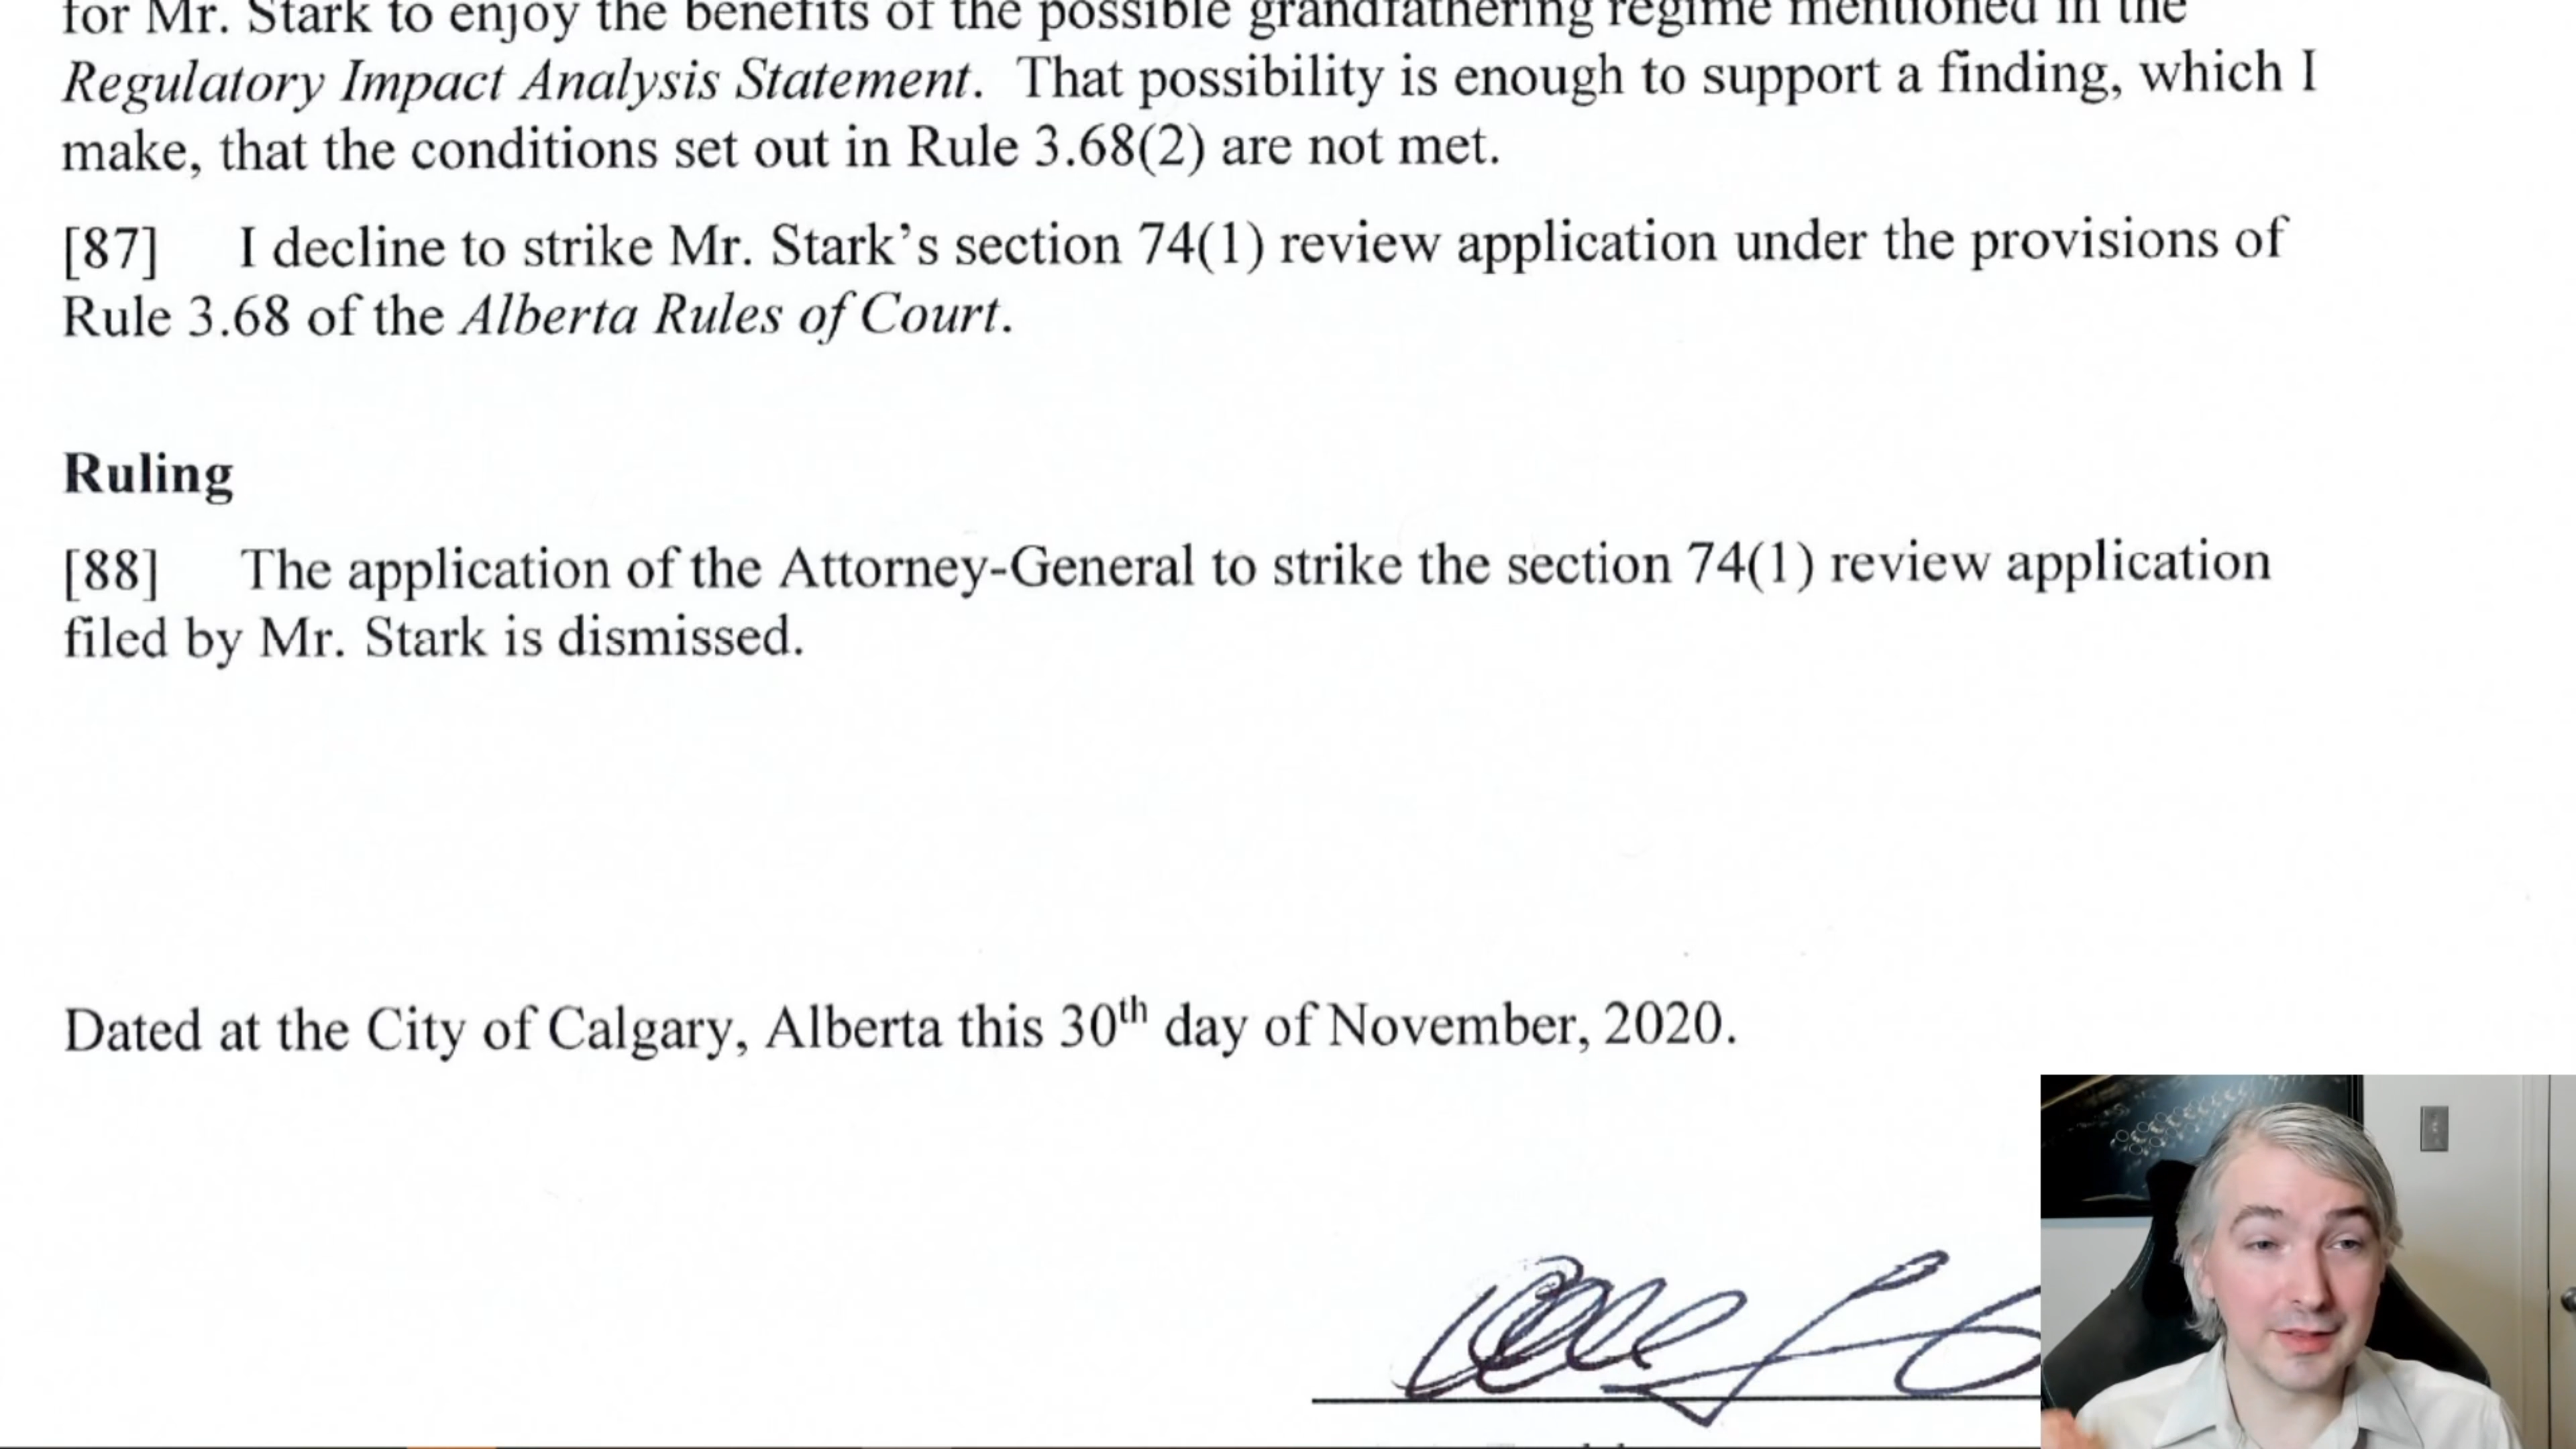 for Mr. Stark to enjoy the benefits of the possible grandfathering regime mentioned in the
Regulatory Impact Analysis Statement. That possibility is enough to support a finding, which I
make, that the conditions set out in Rule 3.68(2) are not met.
[87] I decline to strike Mr. Stark’s section 74(1) review application under the provisions of
Rule 3.68 of the Alberta Rules of Court.
Ruling
[88] The application of the Attorney-General to strike the section 74(1) review application
filed by Mr. Stark is dismissed.
Dated at the City of Calgary, Alberta this 30th day of November, 2020.